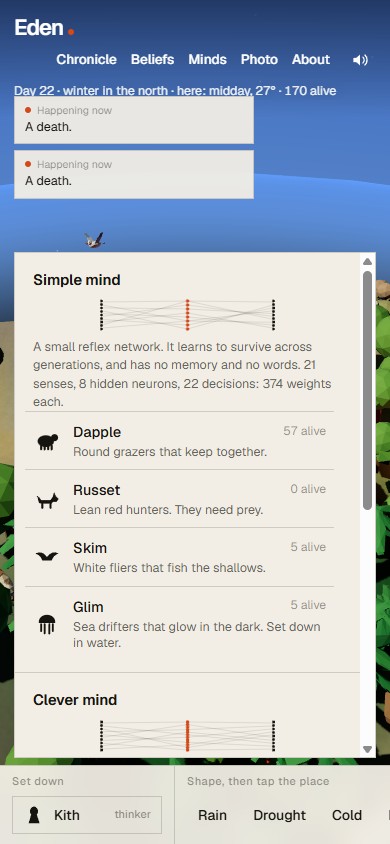 Eden
Chronicle Beliefs Minds Photo About
Day 22 · winter in the north · here: midday, 27° · 170 alive
Happening now
A death.
Happening now
A death.
Simple mind
A small reflex network. It learns to survive across
generations, and has no memory and no words. 21
senses, 8 hidden neurons, 22 decisions: 374 weights
each.
Dapple 57 alive
Round grazers that keep together.
Russet 0 alive
Lean red hunters. They need prey.
Skim 5 alive
White fliers that fish the shallows.
Glim 5 alive
Sea drifters that glow in the dark. Set down
in water.
Clever mind
Set down
Kith thinker
Shape, then tap the place
Rain Drought Cold